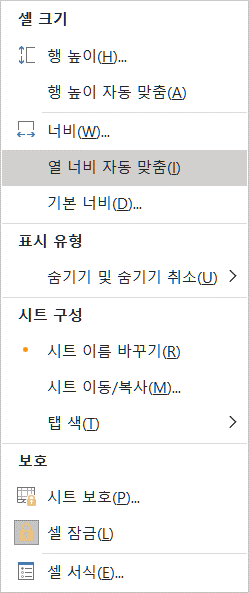 셀 크기
행 높이(H)...
행 높이 자동 맞춤(A)
너비(W)...
열 너비 자동 맞춤(I)
기본 너비(D)...
표시 유형
숨기기 및 숨기기 취소(U)
시트 구성
시트 이름 바꾸기(R)
시트 이동/복사(M)...
탭 색(T)
보호
시트 보호(P)...
셀 잠금(L)
셀 서식(E)...